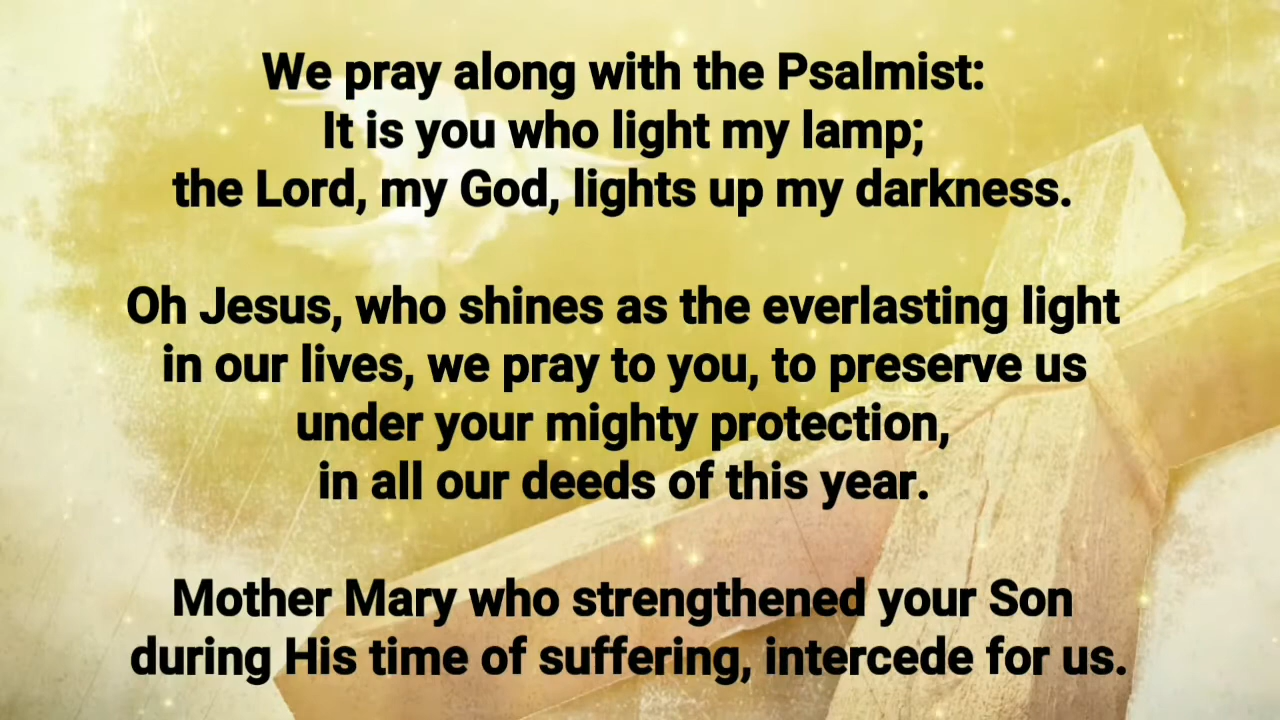 We pray along with the Psalmist:
It is you who light my lamp;
the Lord, my God, lights up my darkness.
Oh Jesus, who shines as the everlasting light
in our lives, we pray to you, to preserve us
under your mighty protection,
in all our deeds of this year.
Mother Mary who strengthened your Son
during His time of suffering, intercede for us.